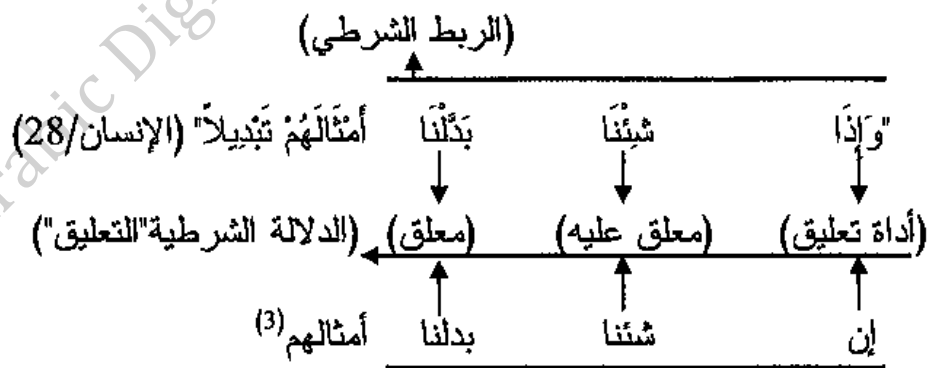 (الربط الشرطي)
"وَإِذَا شِئْنَا بَدَّلْنَا أَمْثَالَهُمْ تَبْدِيلاً" (الإنسان/28)
(أداة تعليق) (معلق عليه) (معلق) (الدلالة الشرطية"التعليق")
إن شئنا بدلنا أمثالهم(3)